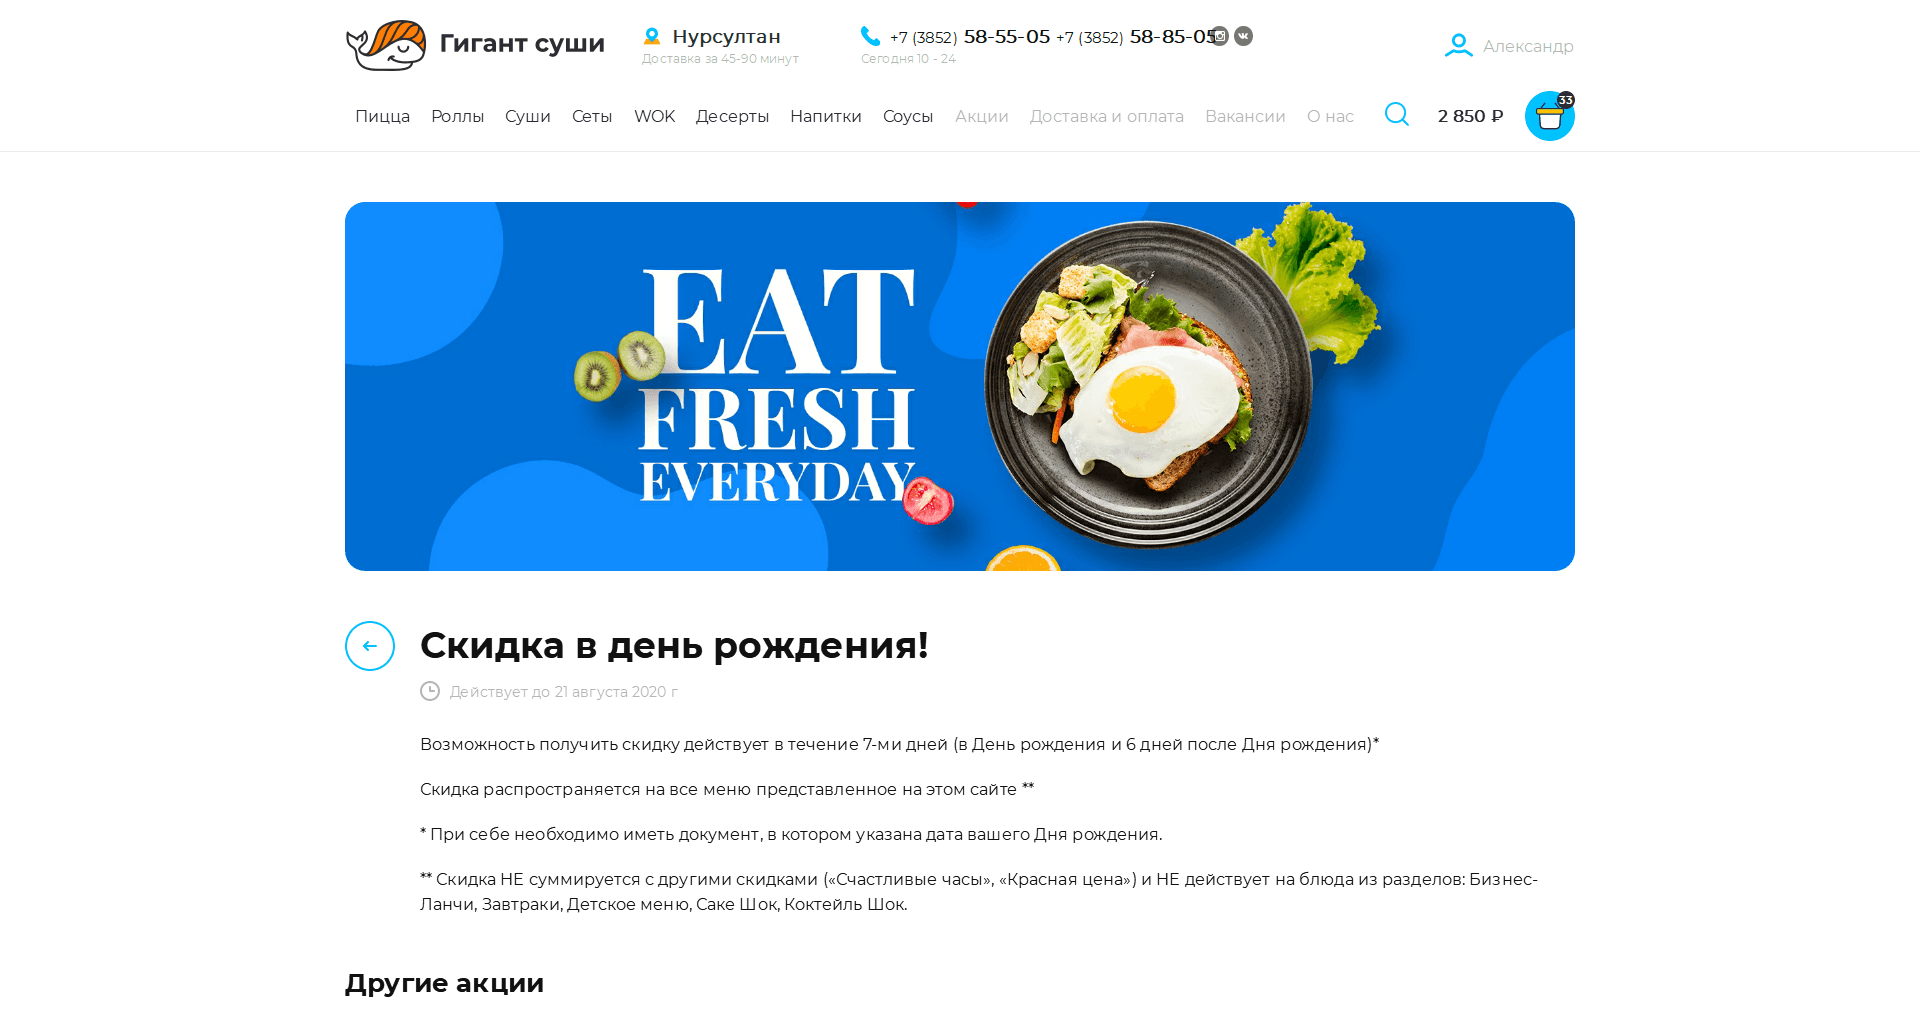 Гигант суши
Нурсултан
Доставка за 45-90 минут
+7 (3852) 58-55-05 +7 (3852) 58-85-05
Сегодня 10 - 24
Александр
Пицца Роллы Суши Сеты WOK Десерты Напитки Соусы Акции Доставка и оплата Вакансии О нас
2 850 ₽
33
EAT
FRESH
EVERYDAY
Скидка в день рождения!
Действует до 21 августа 2020 г
Возможность получить скидку действует в течение 7-ми дней (в День рождения и 6 дней после Дня рождения)*
Скидка распространяется на все меню представленное на этом сайте **
* При себе необходимо иметь документ, в котором указана дата вашего Дня рождения.
** Скидка НЕ суммируется с другими скидками («Счастливые часы», «Красная цена») и НЕ действует на блюда из разделов: Бизнес-
Ланчи, Завтраки, Детское меню, Саке Шок, Коктейль Шок.
Другие акции